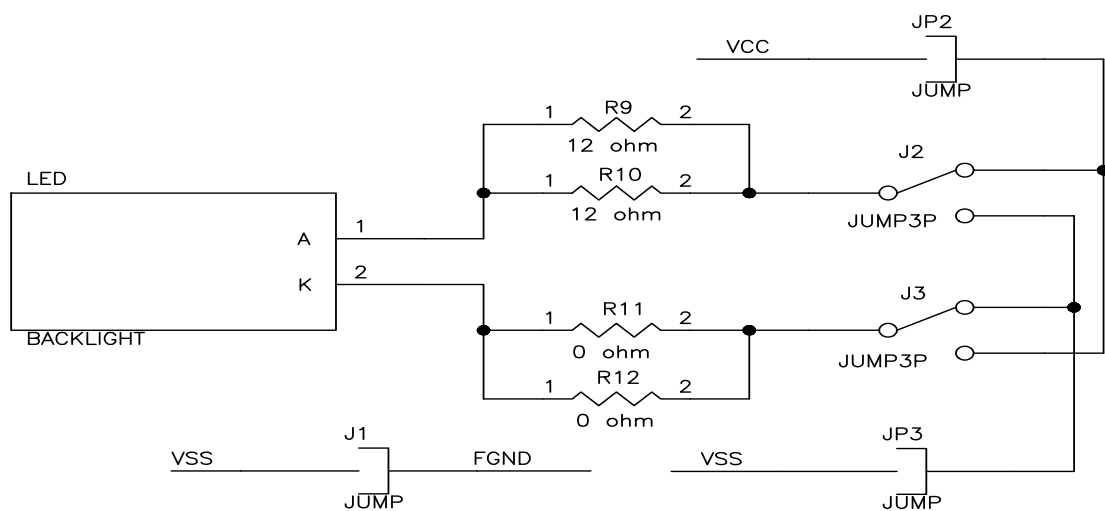 JP2
VCC
JUMP
1 R9 2
12 ohm
J2
1 R10 2
12 ohm
LED
JUMP3P
A 1
K 2
J3
1 R11 2
0 ohm
BACKLIGHT
JUMP3P
1 R12 2
0 ohm
J1
JP3
VSS FGND
VSS
JUMP
JUMP